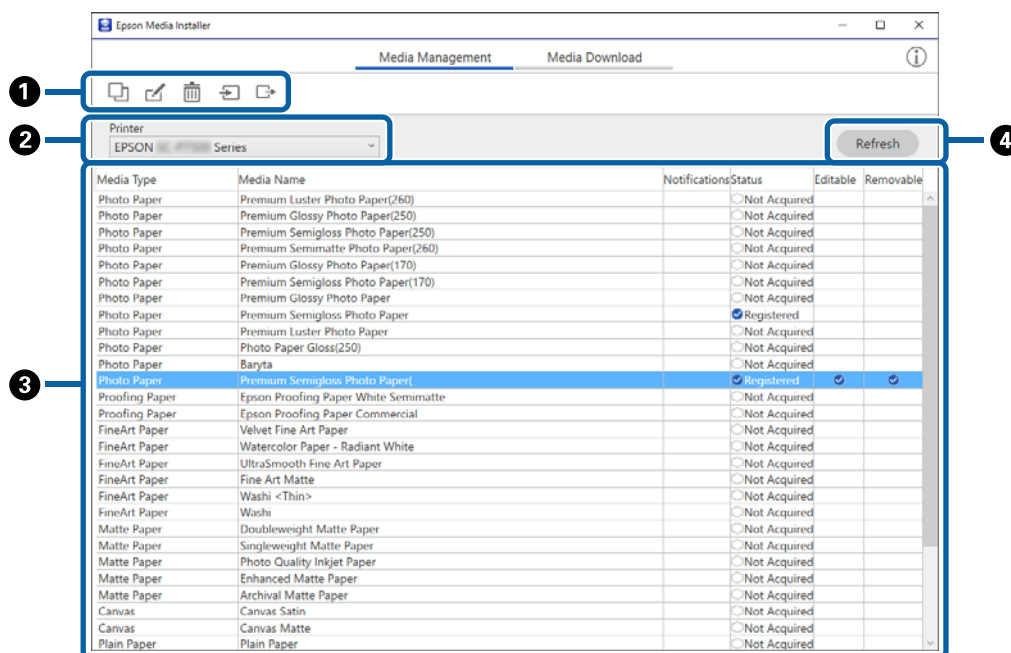 Epson Media Installer
Media Management Media Download
1
2
Printer
EPSON Series
Refresh
4
Media Type Media Name Notifications Status Editable Removable
Photo Paper Premium Luster Photo Paper(260) Not Acquired
Photo Paper Premium Glossy Photo Paper(250) Not Acquired
Photo Paper Premium Semigloss Photo Paper(250) Not Acquired
Photo Paper Premium Semimatte Photo Paper(260) Not Acquired
Photo Paper Premium Glossy Photo Paper(170) Not Acquired
Photo Paper Premium Semigloss Photo Paper(170) Not Acquired
Photo Paper Premium Glossy Photo Paper Not Acquired
Photo Paper Premium Semigloss Photo Paper Registered
Photo Paper Premium Luster Photo Paper Not Acquired
Photo Paper Photo Paper Gloss(250) Not Acquired
Photo Paper Baryta Not Acquired
3
Photo Paper Premium Semigloss Photo Paper( Registered
Proofing Paper Epson Proofing Paper White Semimatte Not Acquired
Proofing Paper Epson Proofing Paper Commercial Not Acquired
FineArt Paper Velvet Fine Art Paper Not Acquired
FineArt Paper Watercolor Paper - Radiant White Not Acquired
FineArt Paper UltraSmooth Fine Art Paper Not Acquired
FineArt Paper Fine Art Matte Not Acquired
FineArt Paper Washi <Thin> Not Acquired
FineArt Paper Washi Not Acquired
Matte Paper Doubleweight Matte Paper Not Acquired
Matte Paper Singleweight Matte Paper Not Acquired
Matte Paper Photo Quality Inkjet Paper Not Acquired
Matte Paper Enhanced Matte Paper Not Acquired
Matte Paper Archival Matte Paper Not Acquired
Canvas Canvas Satin Not Acquired
Canvas Canvas Matte Not Acquired
Plain Paper Plain Paper Not Acquired